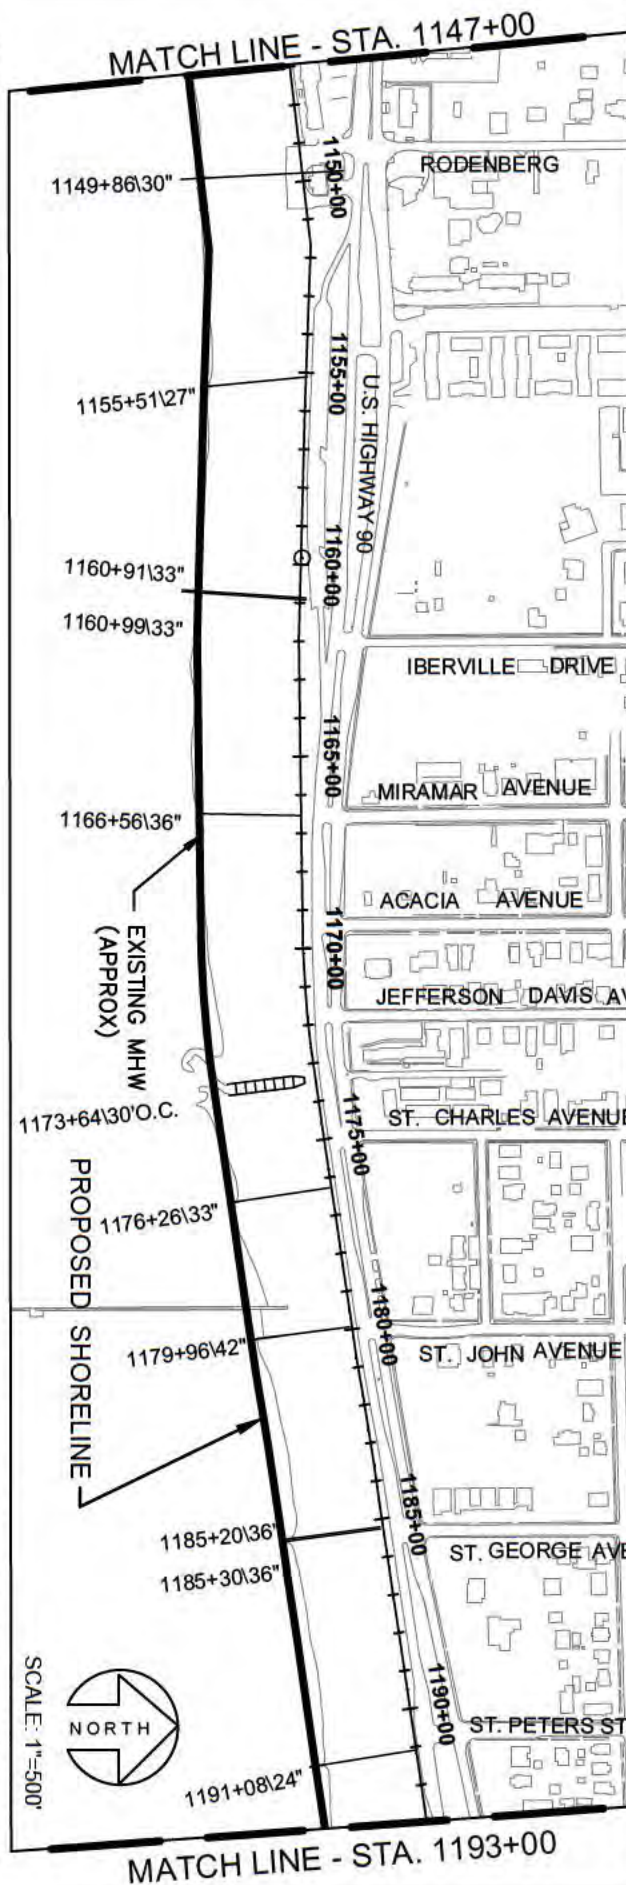 MATCH LINE - STA. 1147+00
1149+86\30"
1150+00
RODENBERG
1155+00
1155+51\27"
U.S. HIGHWAY 90
1160+00
1160+91\33"
1160+99\33"
IBERVILLE DRIVE
1165+00
MIRAMAR AVENUE
1166+56\36"
ACACIA AVENUE
EXISTING MHW
(APPROX)
1170+00
JEFFERSON DAVIS AV
1173+64\30'O.C.
1175+00
ST. CHARLES AVENUE
PROPOSED SHORELINE
1176+26\33"
1180+00
1179+96\42"
ST. JOHN AVENUE
1185+00
1185+20\36"
1185+30\36"
ST. GEORGE AVE
SCALE: 1"=500'
NORTH
1190+00
ST. PETERS ST
1191+08\24"
MATCH LINE - STA. 1193+00